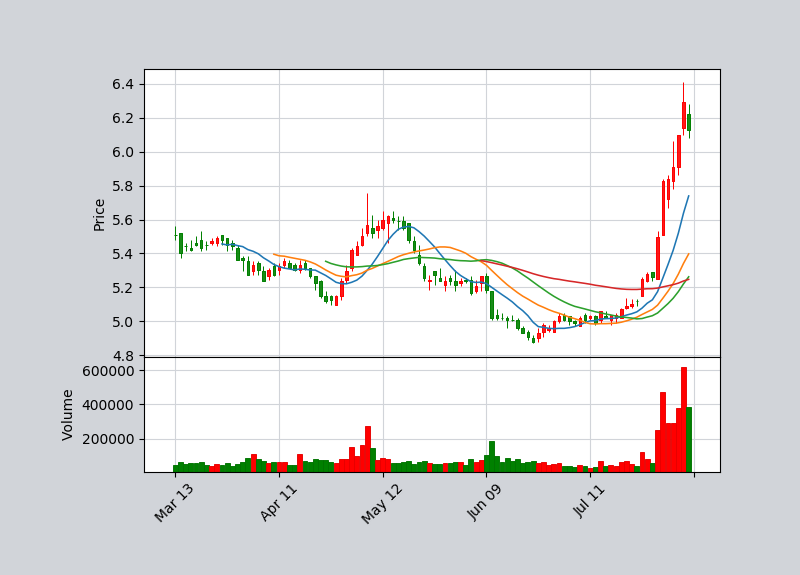 6.4
6.2
6.0
5.8
5.6
5.4
5.2
5.0
4.8
Price
600000
400000
200000
Volume
Mar 13
Apr 11
May 12
Jun 09
Jul 11